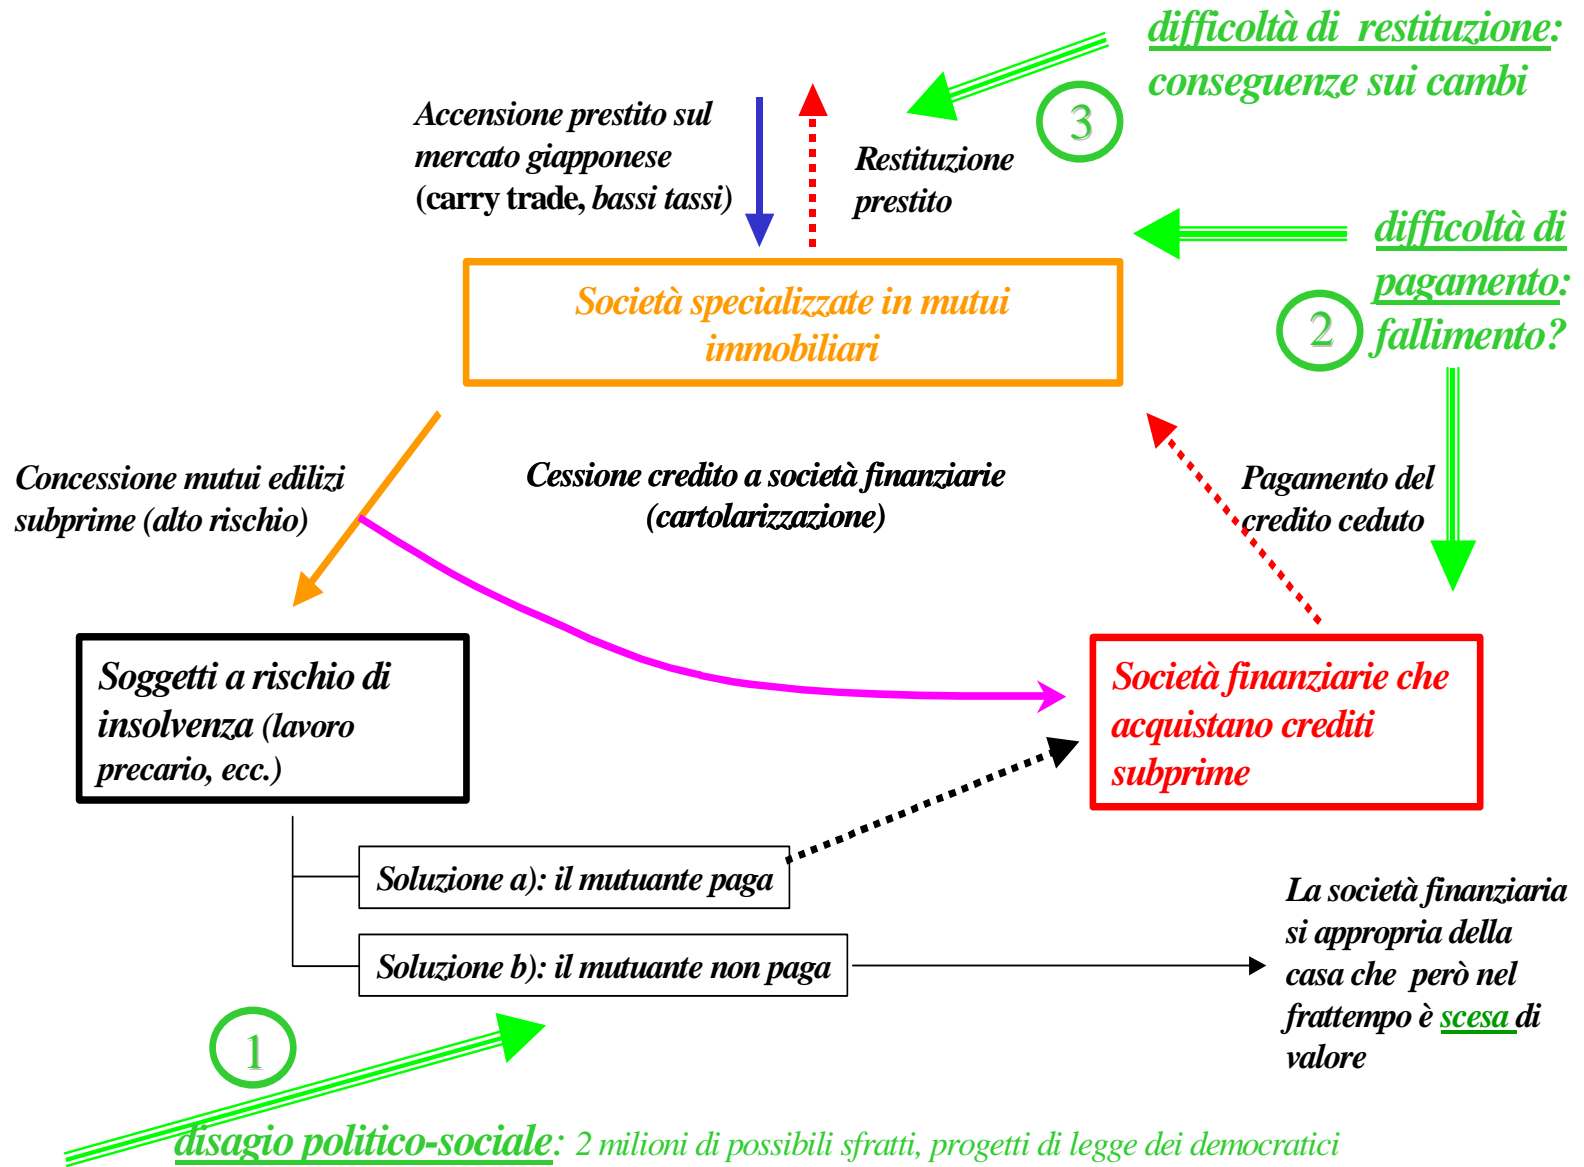 difficoltà di restituzione:
conseguenze sui cambi
3
Accensione prestito sul
mercato giapponese
(carry trade, bassi tassi)
Restituzione
prestito
difficoltà di
pagamento:
fallimento?
2
Società specializzate in mutui
immobiliari
Concessione mutui edilizi
subprime (alto rischio)
Cessione credito a società finanziarie
(cartolarizzazione)
Pagamento del
credito ceduto
Soggetti a rischio di
insolvenza (lavoro
precario, ecc.)
Società finanziarie che
acquistano crediti
subprime
Soluzione a): il mutuante paga
Soluzione b): il mutuante non paga
La società finanziaria
si appropria della
casa che però nel
frattempo è scesa di
valore
1
disagio politico-sociale: 2 milioni di possibili sfratti, progetti di legge dei democratici